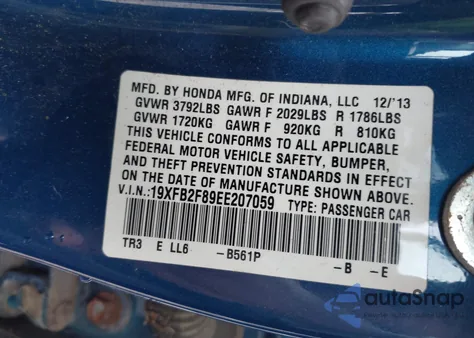 MFD. BY HONDA MFG. OF INDIANA, LLC 12/'13
GVWR 3792LBS GAWR F 2029LBS R 1786LBS
GVWR 1720KG GAWR F 920KG R 810KG
THIS VEHICLE CONFORMS TO ALL APPLICABLE
FEDERAL MOTOR VEHICLE SAFETY, BUMPER,
AND THEFT PREVENTION STANDARDS IN EFFECT
ON THE DATE OF MANUFACTURE SHOWN ABOVE.
V.I.N.:19XFB2F89EE207059 TYPE: PASSENGER CAR
TR3 E LL6 -B561P -B -E
autoSnap